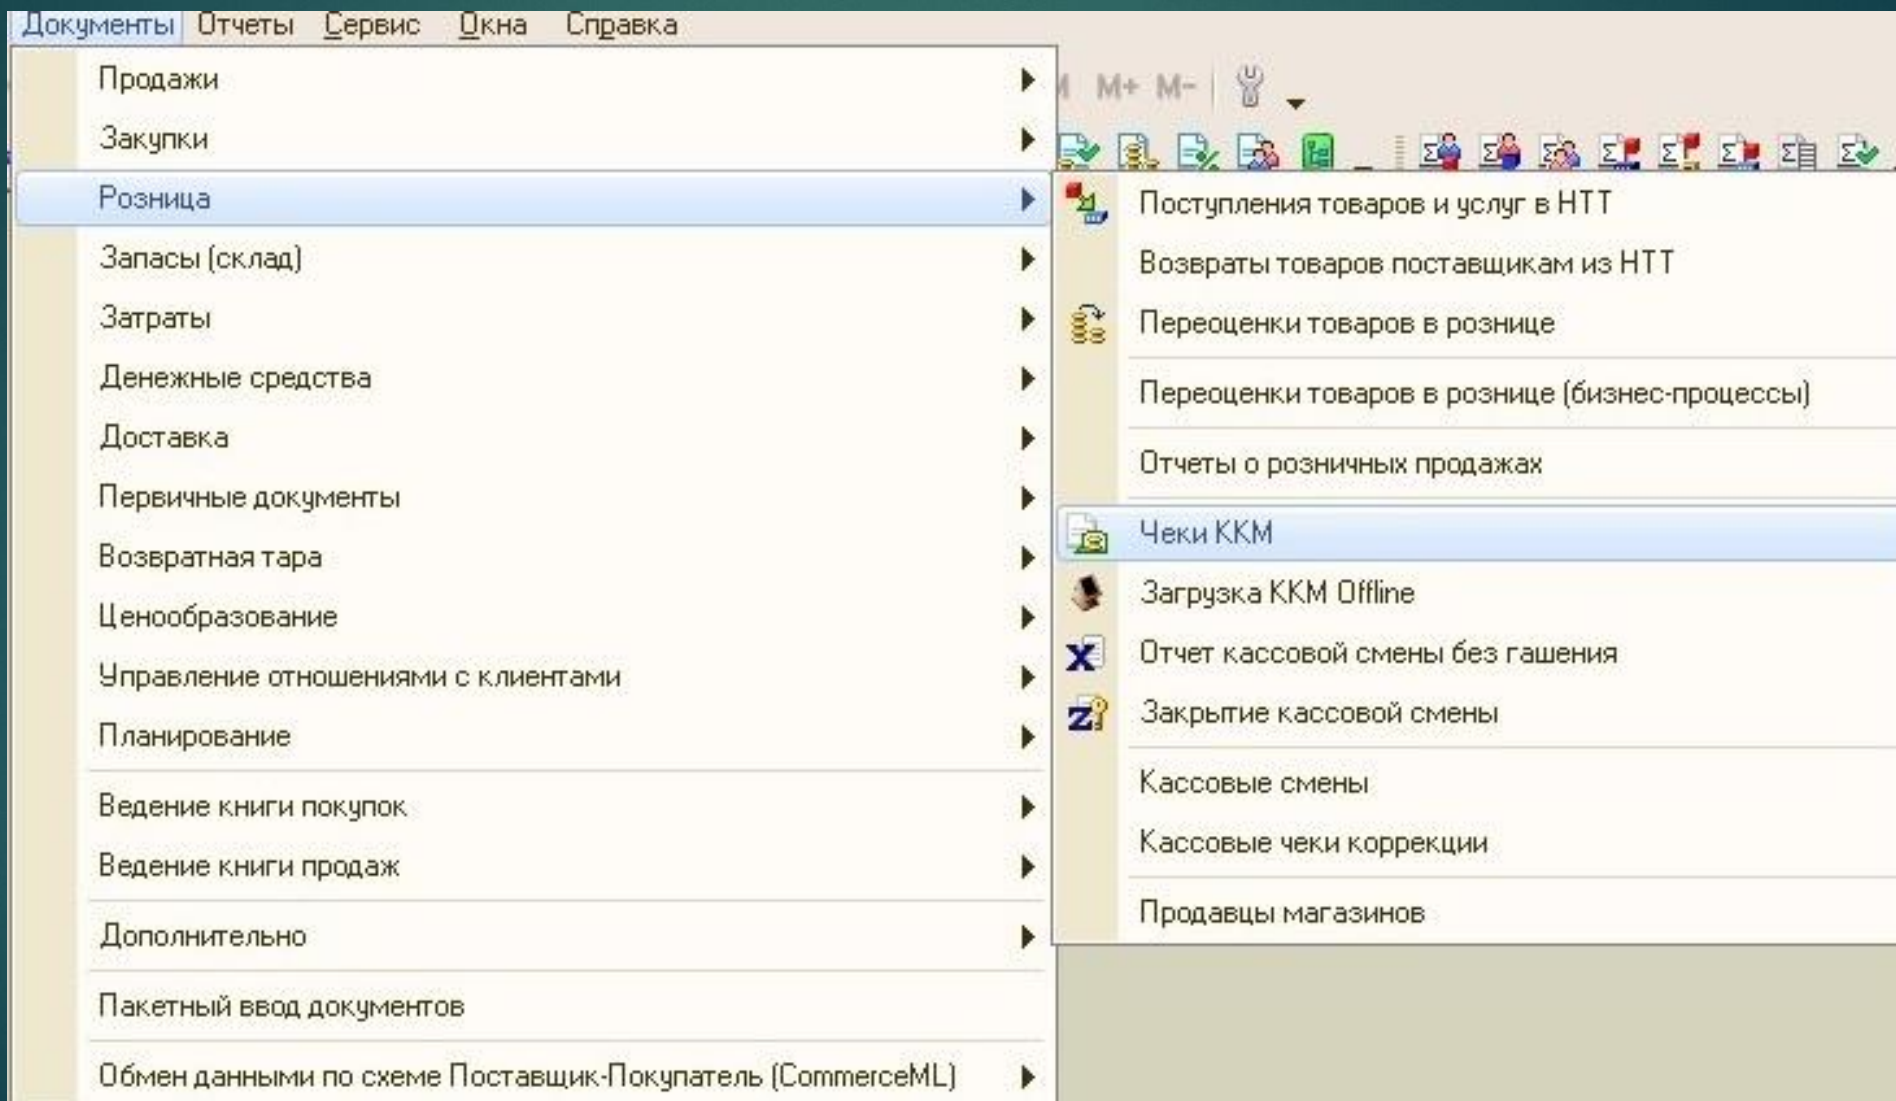 Документы Отчеты Сервис Окна Справка
M+ M-
Продажи
Закупки
Розница
Запасы (склад)
Затраты
Денежные средства
Доставка
Первичные документы
Возвратная тара
Ценообразование
Управление отношениями с клиентами
Планирование
Ведение книги покупок
Ведение книги продаж
Дополнительно
Пакетный ввод документов
Обмен данными по схеме Поставщик-Покупатель (CommerceML)
Поступления товаров и услуг в НТТ
Возвраты товаров поставщикам из НТТ
Переоценки товаров в рознице
Переоценки товаров в рознице (бизнес-процессы)
Отчеты о розничных продажах
Чеки ККМ
Загрузка ККМ Offline
Отчет кассовой смены без гашения
Закрытие кассовой смены
Кассовые смены
Кассовые чеки коррекции
Продавцы магазинов